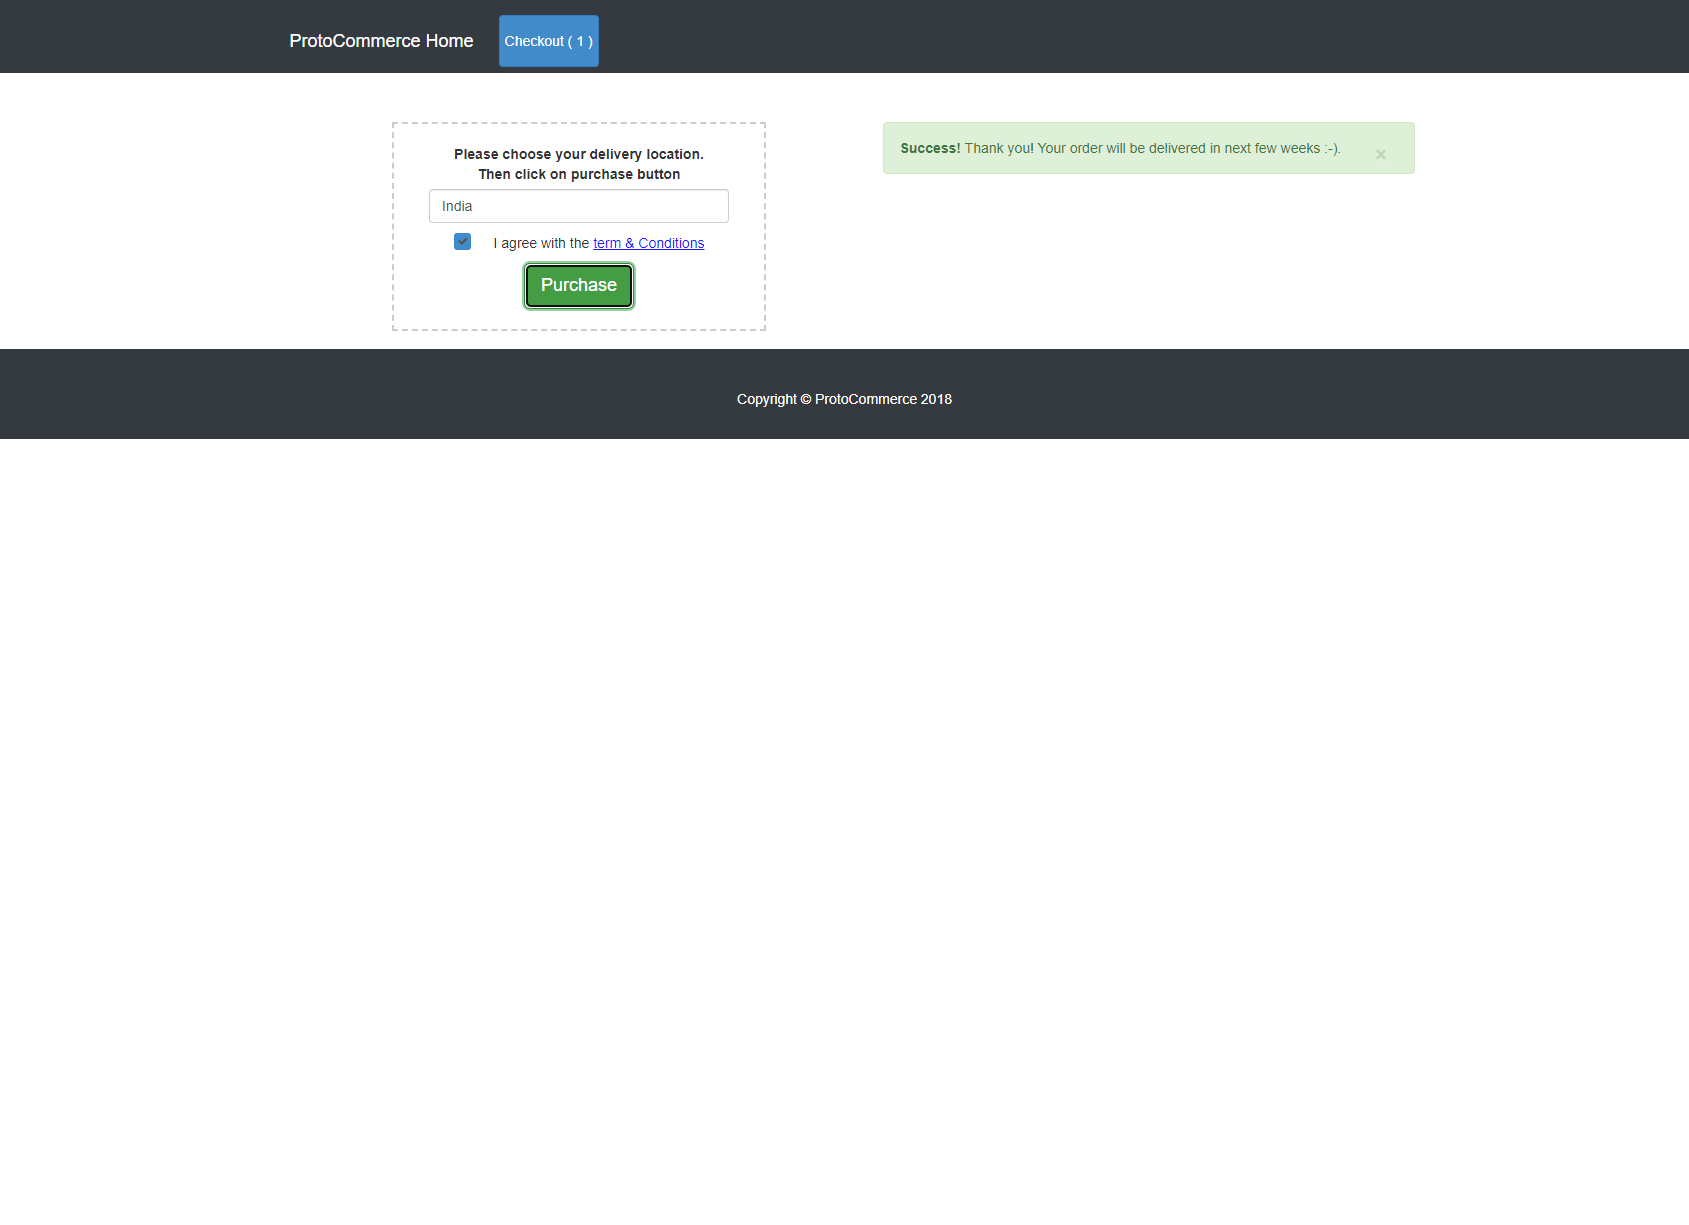 ProtoCommerce Home
Checkout ( 1 )
Please choose your delivery location.
Then click on purchase button
India
I agree with the term & Conditions
Purchase
Success! Thank you! Your order will be delivered in next few weeks :-).
×
Copyright © ProtoCommerce 2018